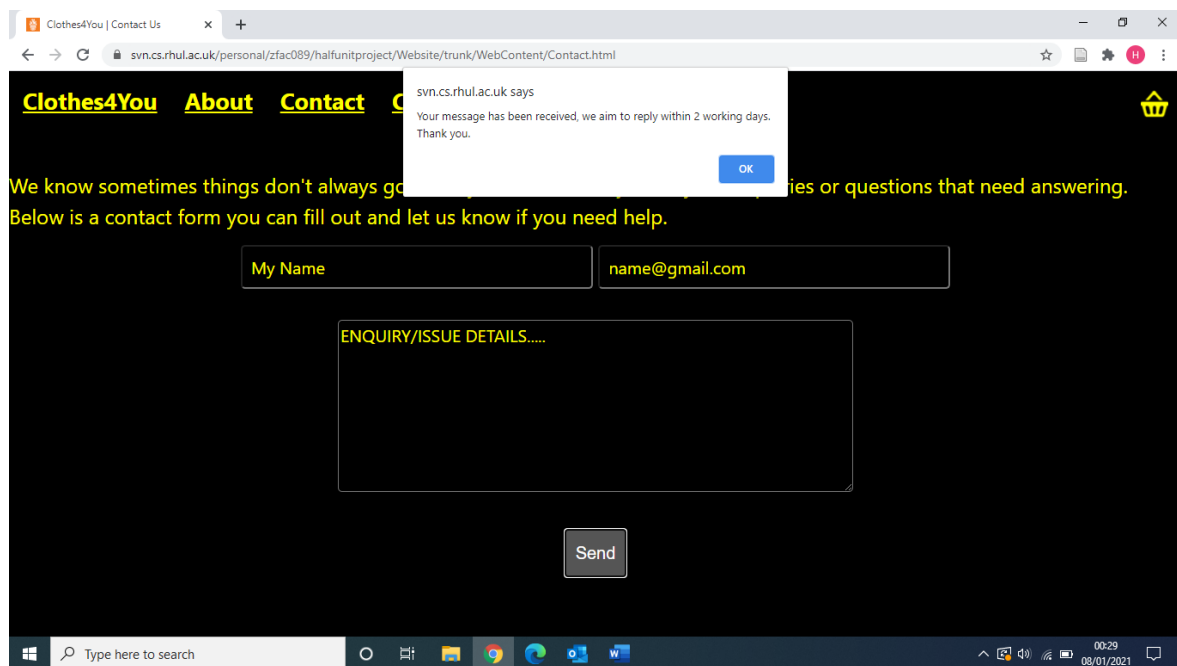 Clothes4You | Contact Us
svn.cs.rhul.ac.uk/personal/zfac089/halfunitproject/Website/trunk/WebContent/Contact.html
H
svn.cs.rhul.ac.uk says
Your message has been received, we aim to reply within 2 working days.
Thank you.
OK
Clothes4You About Contact
We know sometimes things don't always or questions that need answering.
Below is a contact form you can fill out and let us know if you need help.
My Name name@gmail.com
ENQUIRY/ISSUE DETAILS.....
Send
Type here to search
00:29
08/01/2021